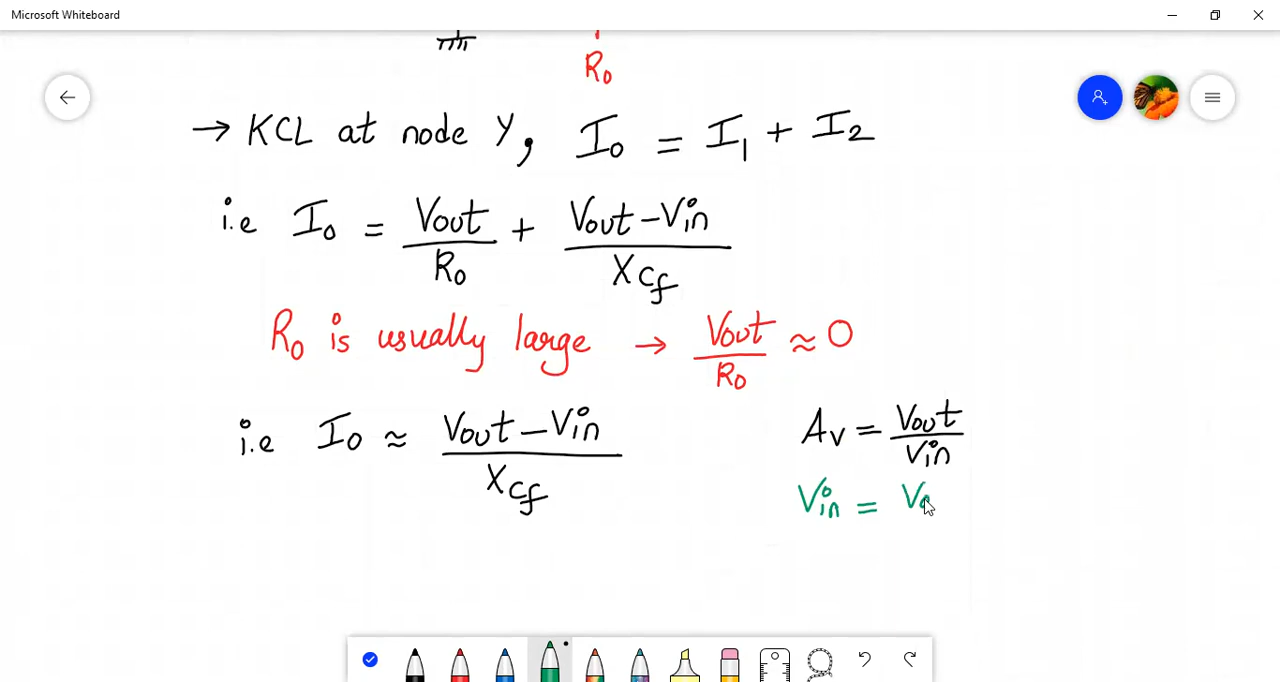 Microsoft Whiteboard
R₀
→ KCL at node Y, I₀ = I₁ + I₂
i.e I₀ = Vout/R₀ + (Vout - Vin)/XCf
R₀ is usually large → Vout/R₀ ≈ 0
i.e I₀ ≈ (Vout - Vin)/XCf
Av = Vout/Vin
Vin = Vo